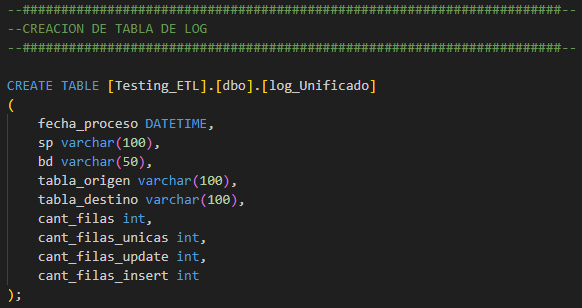 --######################################################################--
--CREACION DE TABLA DE LOG
--######################################################################--
CREATE TABLE [Testing_ETL].[dbo].[log_Unificado]
(
fecha_proceso DATETIME,
sp varchar(100),
bd varchar(50),
tabla_origen varchar(100),
tabla_destino varchar(100),
cant_filas int,
cant_filas_unicas int,
cant_filas_update int,
cant_filas_insert int
);